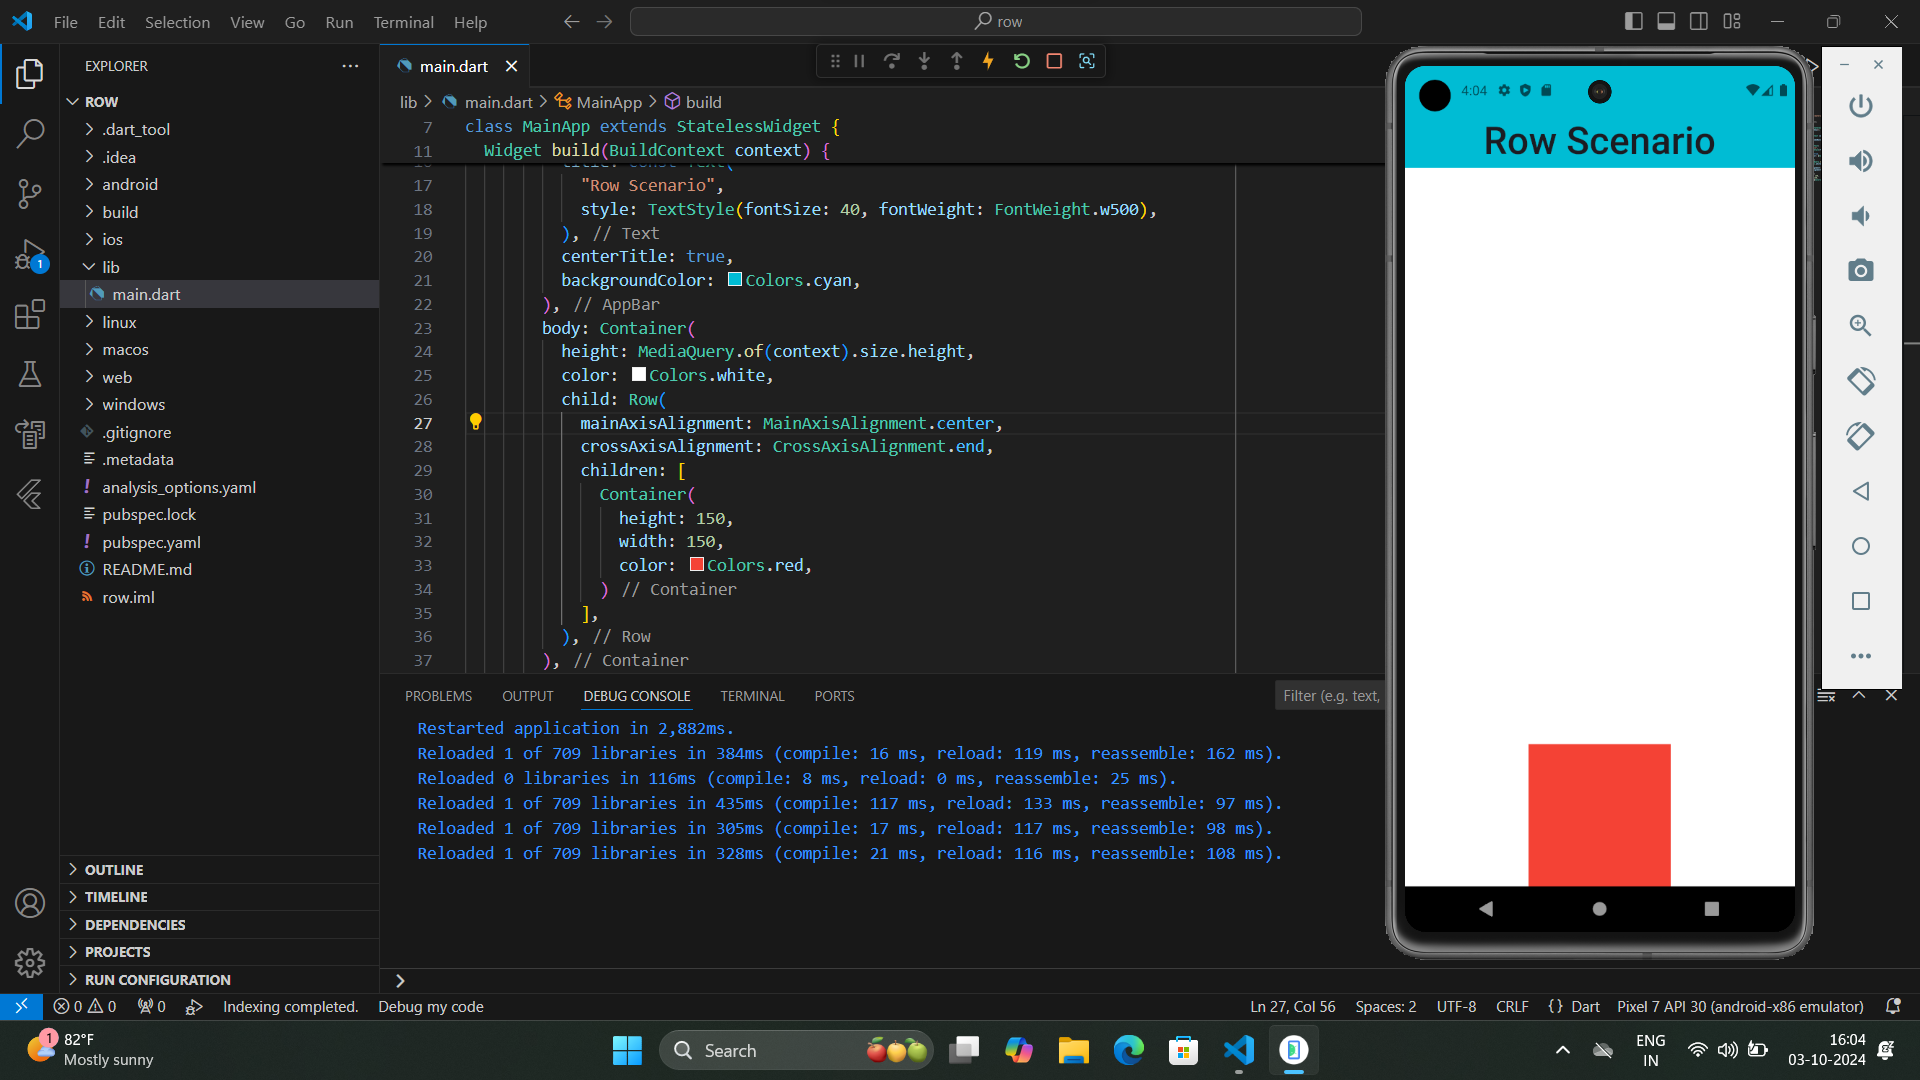 File Edit Selection View Go Run Terminal Help
row
EXPLORER
ROW
.dart_tool
.idea
android
build
ios
lib
main.dart
linux
macos
web
windows
.gitignore
.metadata
analysis_options.yaml
pubspec.lock
pubspec.yaml
README.md
row.iml
OUTLINE
TIMELINE
DEPENDENCIES
PROJECTS
RUN CONFIGURATION
1
main.dart
lib > main.dart > MainApp > build
7 class MainApp extends StatelessWidget {
11 Widget build(BuildContext context) {
17 "Row Scenario",
18 style: TextStyle(fontSize: 40, fontWeight: FontWeight.w500),
19 ), // Text
20 centerTitle: true,
21 backgroundColor: Colors.cyan,
22 ), // AppBar
23 body: Container(
24 height: MediaQuery.of(context).size.height,
25 color: Colors.white,
26 child: Row(
27 mainAxisAlignment: MainAxisAlignment.center,
28 crossAxisAlignment: CrossAxisAlignment.end,
29 children: [
30 Container(
31 height: 150,
32 width: 150,
33 color: Colors.red,
34 ) // Container
35 ],
36 ), // Row
37 ), // Container
PROBLEMS OUTPUT DEBUG CONSOLE TERMINAL PORTS
Filter (e.g. text,
Restarted application in 2,882ms.
Reloaded 1 of 709 libraries in 384ms (compile: 16 ms, reload: 119 ms, reassemble: 162 ms).
Reloaded 0 libraries in 116ms (compile: 8 ms, reload: 0 ms, reassemble: 25 ms).
Reloaded 1 of 709 libraries in 435ms (compile: 117 ms, reload: 133 ms, reassemble: 97 ms).
Reloaded 1 of 709 libraries in 305ms (compile: 17 ms, reload: 117 ms, reassemble: 98 ms).
Reloaded 1 of 709 libraries in 328ms (compile: 21 ms, reload: 116 ms, reassemble: 108 ms).
4:04
Row Scenario
0 0 0 Indexing completed. Debug my code
Ln 27, Col 56 Spaces: 2 UTF-8 CRLF {} Dart Pixel 7 API 30 (android-x86 emulator)
1
82°F
Mostly sunny
Search
ENG
IN
16:04
03-10-2024